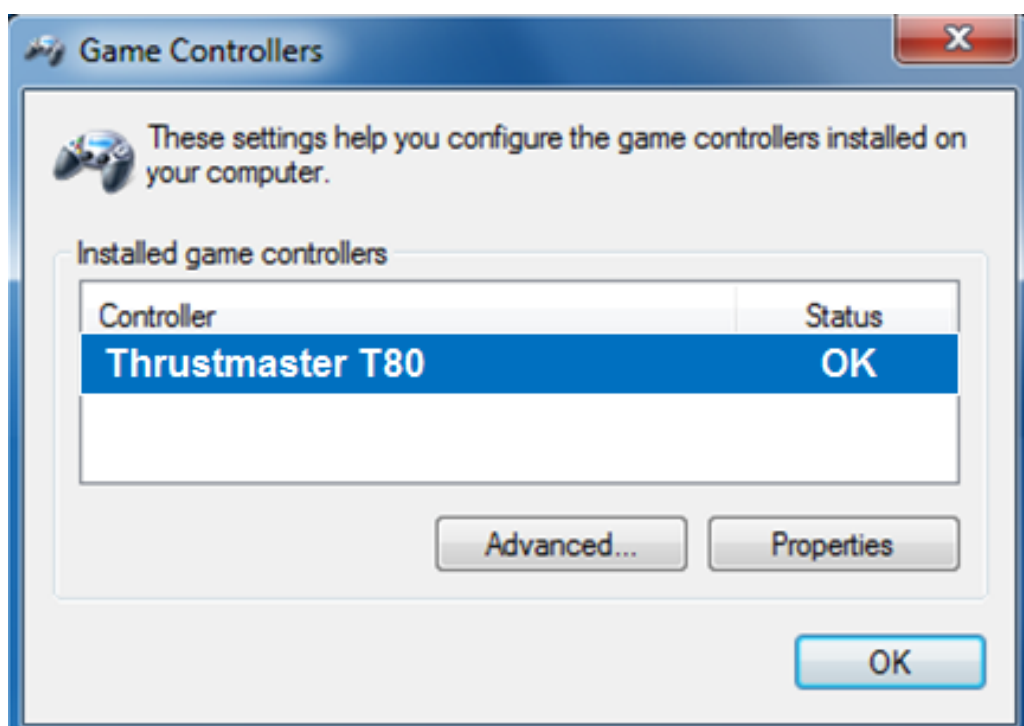 Game Controllers
These settings help you configure the game controllers installed on
your computer.
Installed game controllers
Controller Status
Thrustmaster T80 OK
Advanced... Properties
OK